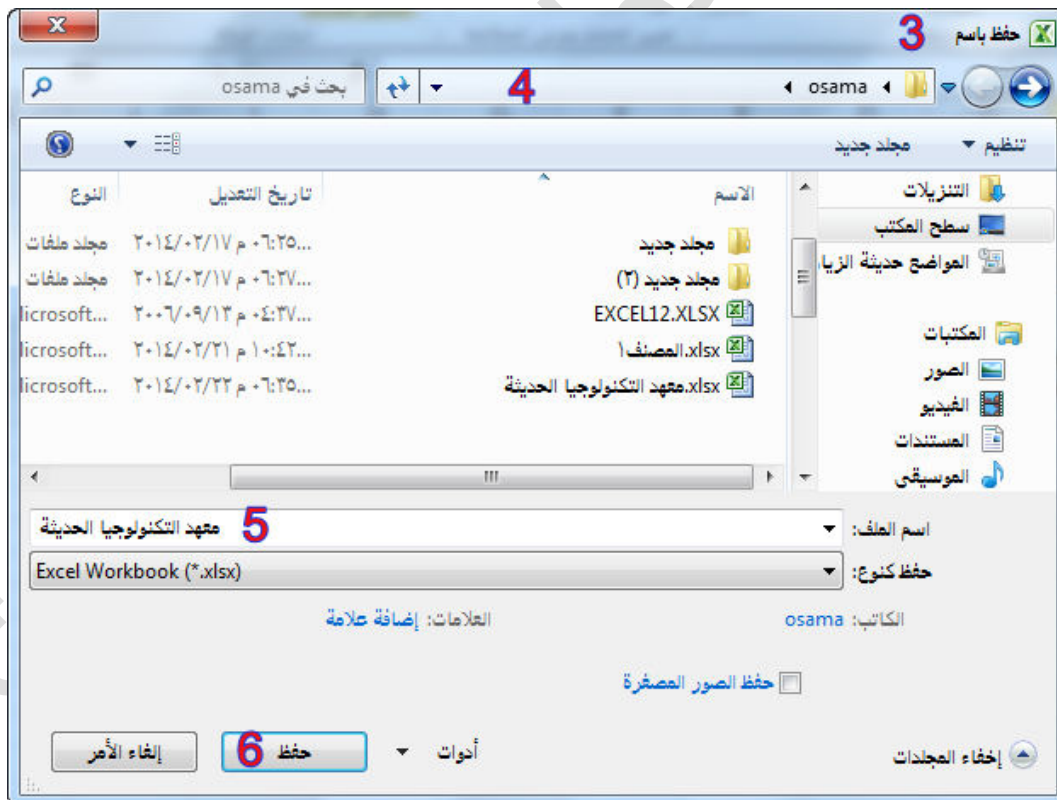 حفظ باسم 3
osama 4 بحث في osama
تنظيم مجلد جديد
التنزيلات
سطح المكتب
المواضع حديثة الزيا
المكتبات
الصور
الفيديو
المستندات
الموسيقى
الاسم تاريخ التعديل النوع
مجلد جديد ٢٠١٤/٠٢/١٧ م ٠٦:٢٥... مجلد ملفات
مجلد جديد (٢) ٢٠١٤/٠٢/١٧ م ٠٦:٢٧... مجلد ملفات
EXCEL12.XLSX ٢٠٠٦/٠٩/١٣ م ٠٤:٣٧... licrosoft...
المصنف١.xlsx ٢٠١٤/٠٢/٢١ م ١٠:٤٢... licrosoft...
معهد التكنولوجيا الحديثة.xlsx ٢٠١٤/٠٢/٢٢ م ٠٦:٣٥... licrosoft...
اسم الملف: 5 معهد التكنولوجيا الحديثة
حفظ كنوع: Excel Workbook (*.xlsx)
الكاتب: osama العلامات: إضافة علامة
حفظ الصور المصغرة
إخفاء المجلدات أدوات حفظ 6 إلغاء الأمر